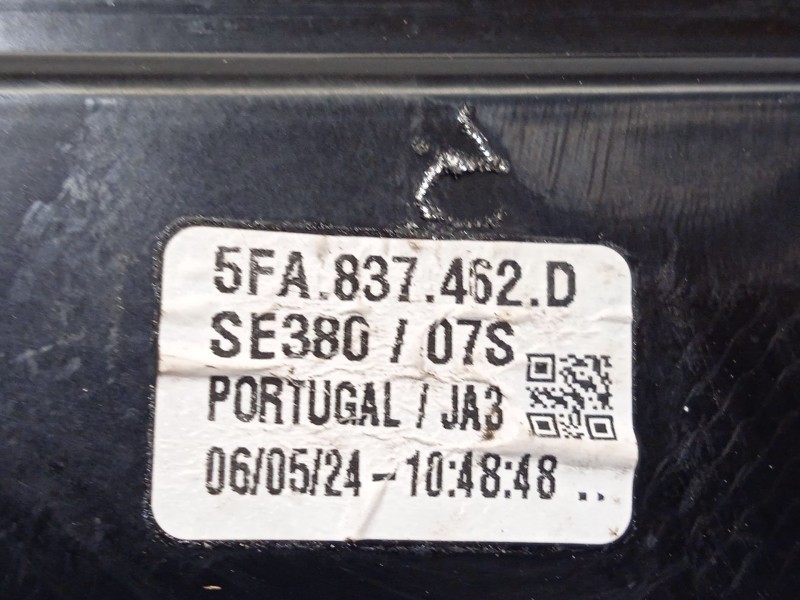 5FA.837.462.D
SE380 / 07S
PORTUGAL / JA3
06/05/24-10:48:48 ..